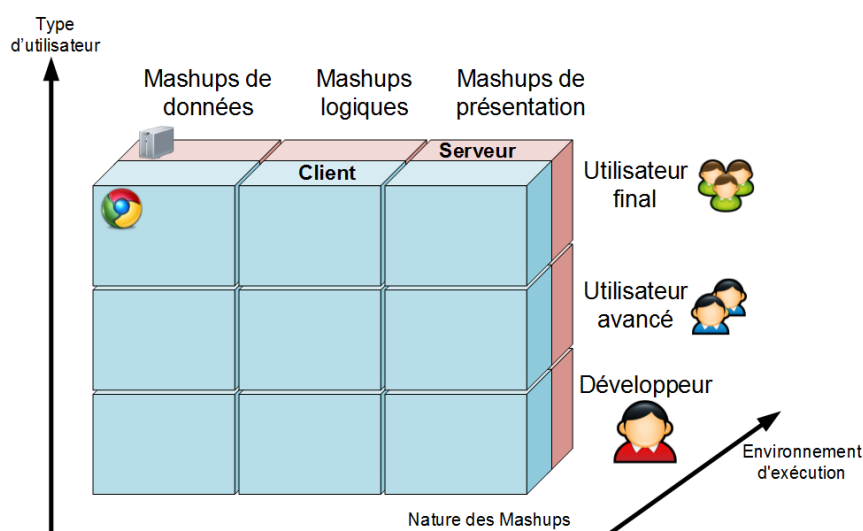 Type
d'utilisateur
Mashups de
données
Mashups
logiques
Mashups de
présentation
Serveur
Client
Utilisateur
final
Utilisateur
avancé
Développeur
Environnement
d'exécution
Nature des Mashups